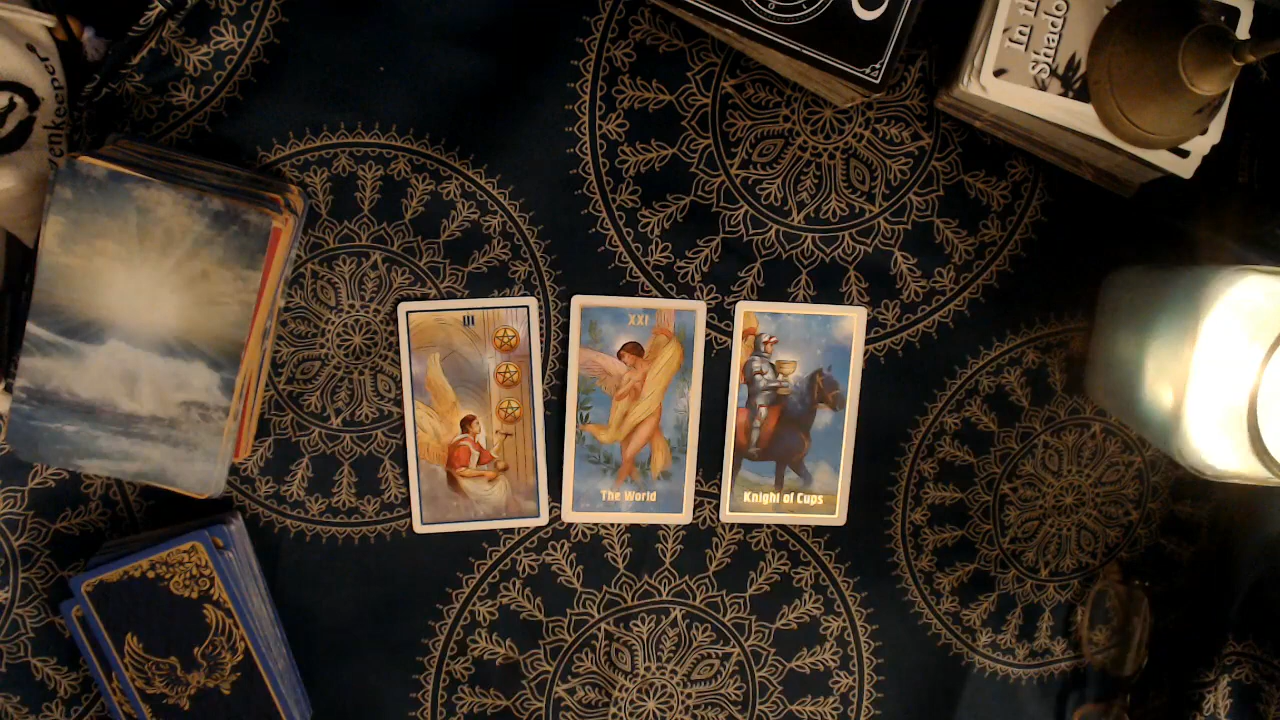 In th
Shado
enkeeper
III
XXI
The World
Knight of Cups